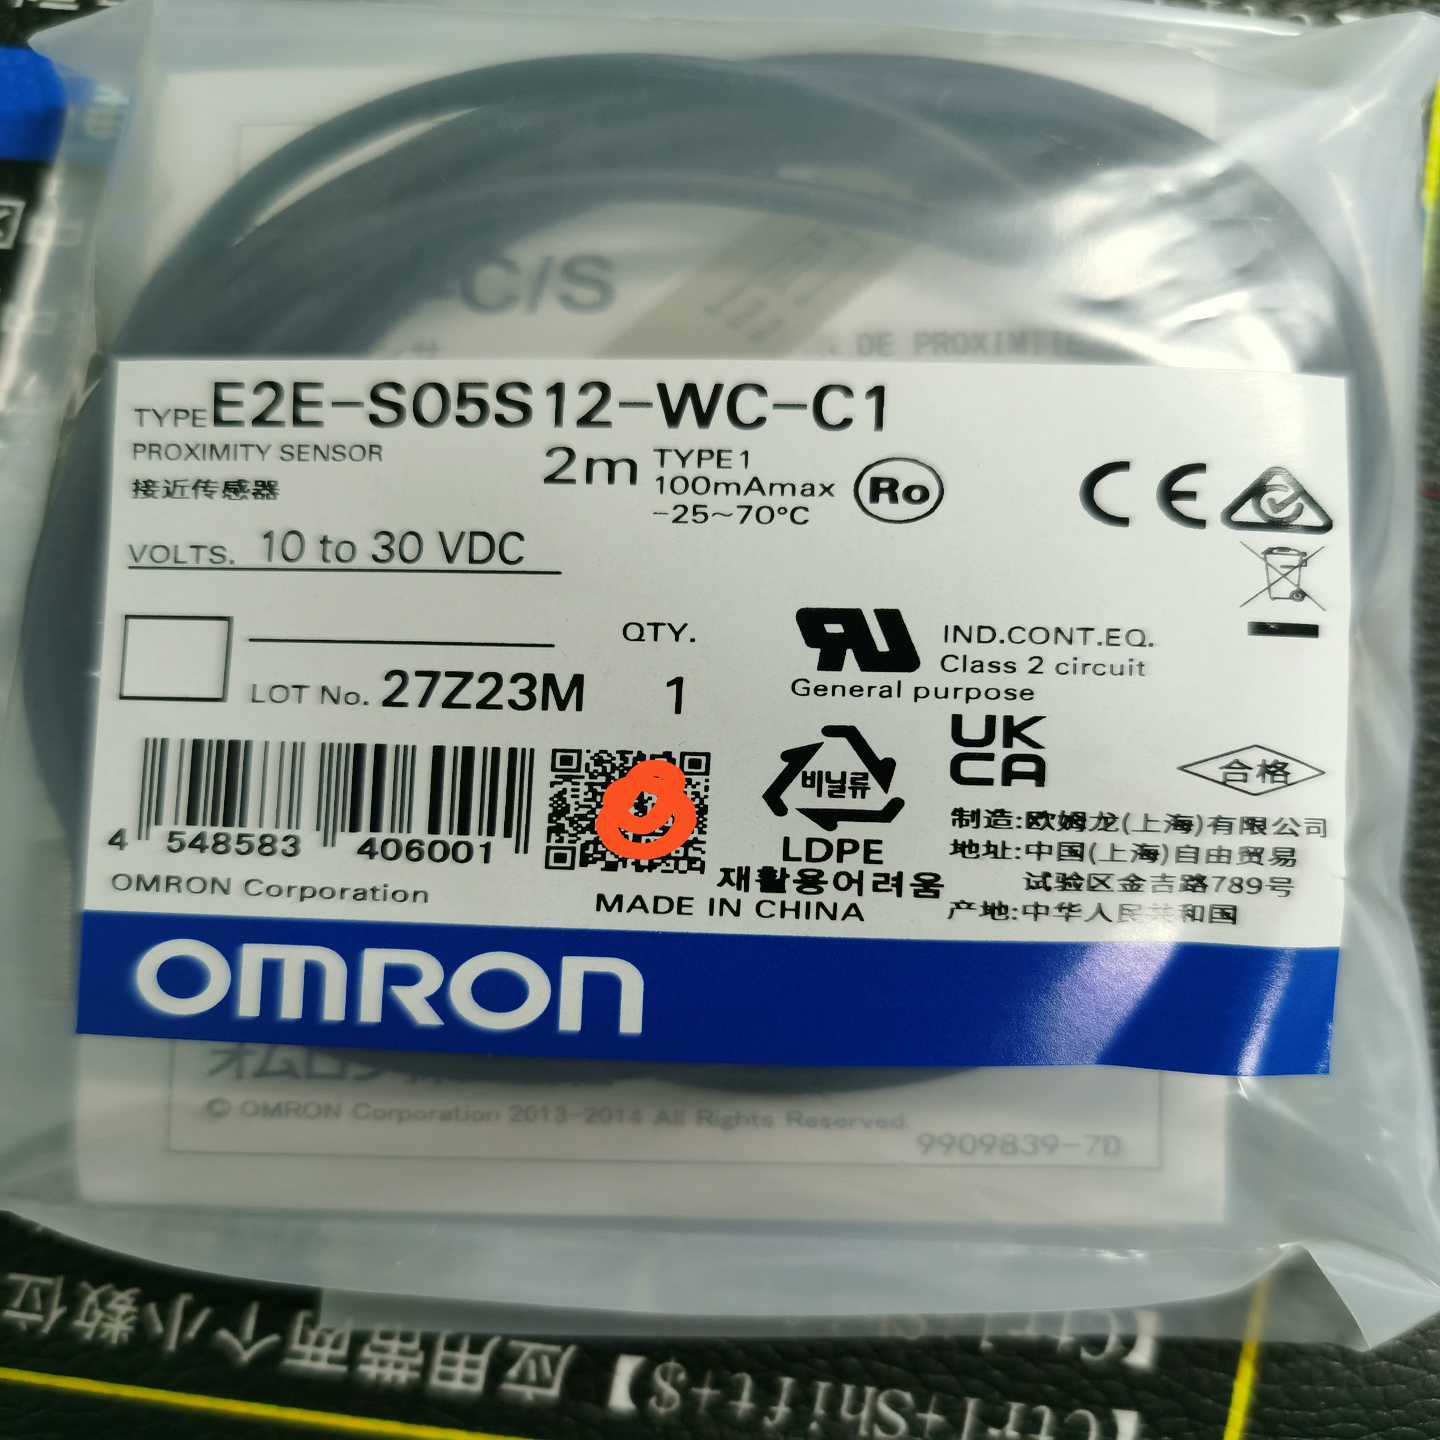 -C/S
DE PROXIMITE
TYPE E2E-S05S12-WC-C1
PROXIMITY SENSOR
接近传感器
2m
TYPE1
100mAmax
-25~70°C
Ro
CE
VOLTS. 10 to 30 VDC
QTY.
LOT No. 27Z23M 1
IND.CONT.EQ.
Class 2 circuit
General purpose
UK
CA
合格
비닐류
LDPE
재활용어려움
4 548583 406001
OMRON Corporation
MADE IN CHINA
制造:欧姆龙(上海)有限公司
地址:中国(上海)自由贸易
试验区金吉路789号
产地:中华人民共和国
OMRON
© OMRON Corporation 2013-2014 All Rights Reserved.
9909839-7D
【Ctrl+Shift+$】应用带两个小数位
【Ctrl+Sh